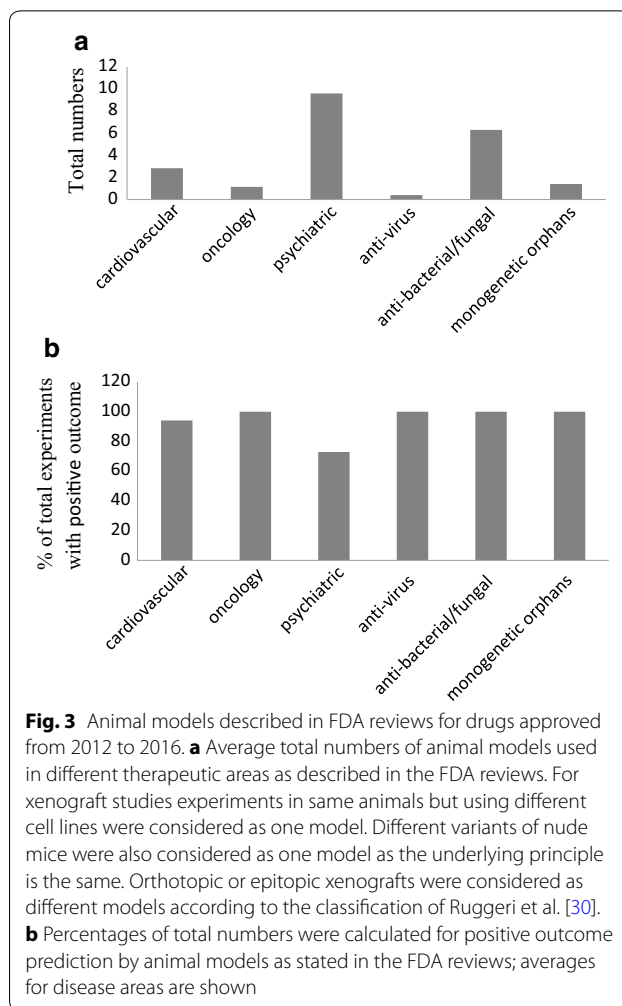 a
Total numbers
12
10
8
6
4
2
0
cardiovascular
oncology
psychiatric
anti-virus
anti-bacterial/fungal
monogenetic orphans
b
% of total experiments
with positive outcome
120
100
80
60
40
20
0
cardiovascular
oncology
psychiatric
anti-virus
anti-bacterial/fungal
monogenetic orphans
Fig. 3 Animal models described in FDA reviews for drugs approved
from 2012 to 2016. a Average total numbers of animal models used
in different therapeutic areas as described in the FDA reviews. For
xenograft studies experiments in same animals but using different
cell lines were considered as one model. Different variants of nude
mice were also considered as one model as the underlying principle
is the same. Orthotopic or epitopic xenografts were considered as
different models according to the classification of Ruggeri et al. [30].
b Percentages of total numbers were calculated for positive outcome
prediction by animal models as stated in the FDA reviews; averages
for disease areas are shown